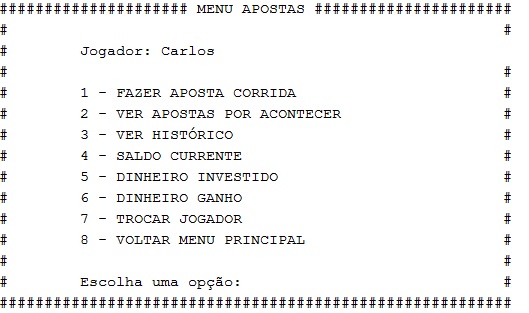 ##################### MENU APOSTAS ######################
# #
# Jogador: Carlos
# #
# 1 - FAZER APOSTA CORRIDA #
# 2 - VER APOSTAS POR ACONTECER #
# 3 - VER HISTÓRICO #
# 4 - SALDO CURRENTE #
# 5 - DINHEIRO INVESTIDO #
# 6 - DINHEIRO GANHO #
# 7 - TROCAR JOGADOR #
# 8 - VOLTAR MENU PRINCIPAL #
# #
# Escolha uma opção: #
#########################################################